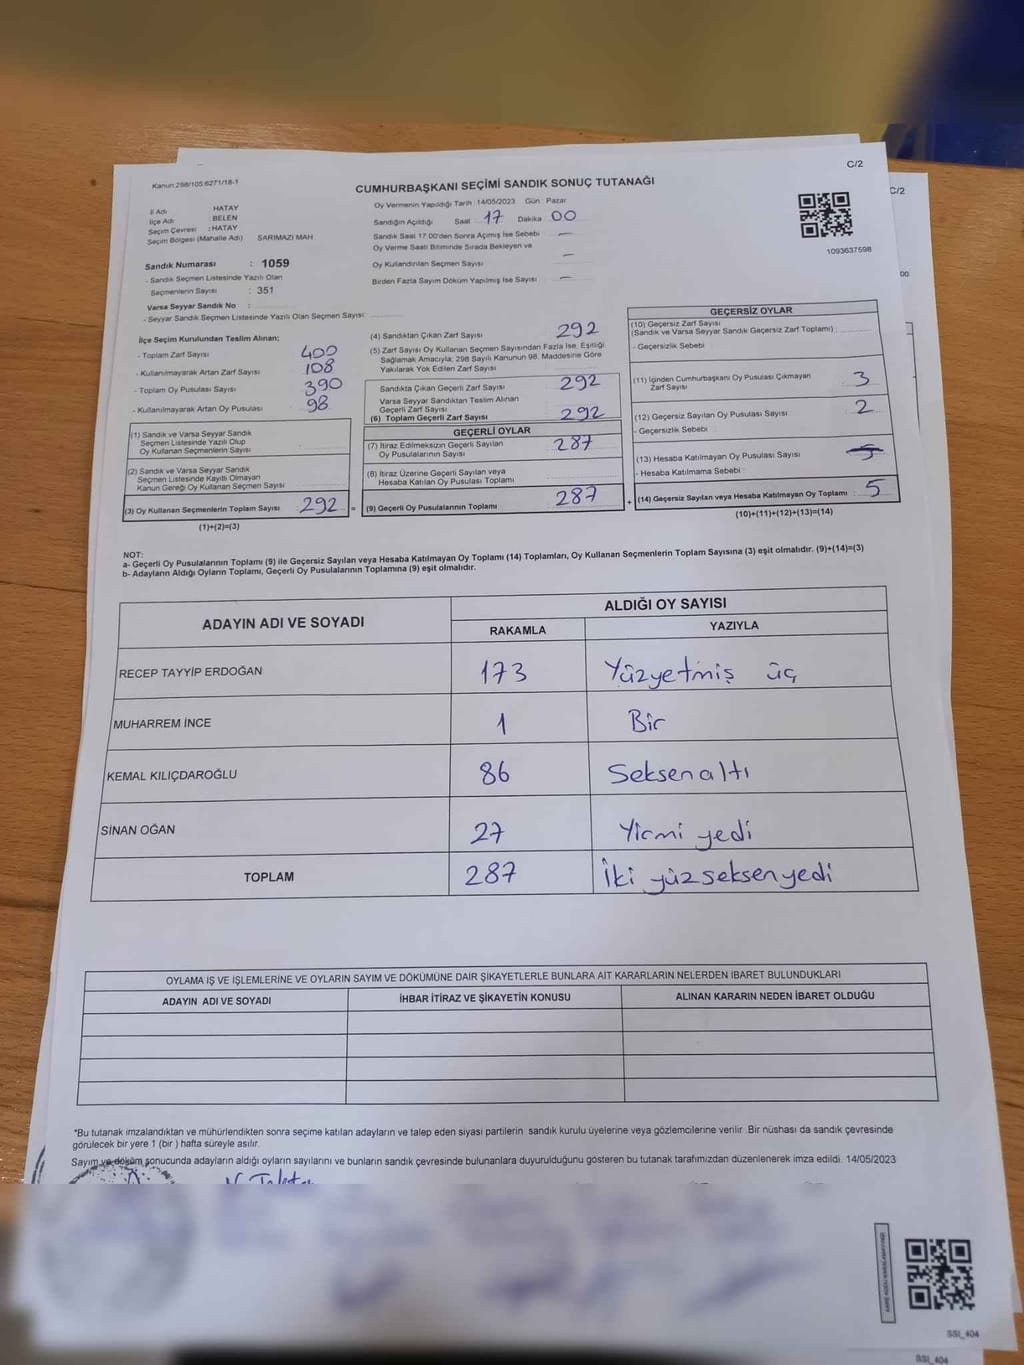 C/2
C/2
Kanun 298/105 6271/18-1
CUMHURBAŞKANI SEÇİMİ SANDIK SONUÇ TUTANAĞI
İl Adı HATAY
İlçe Adı BELEN
Seçim Çevresi : HATAY
Seçim Bölgesi (Mahalle Adı) SARIMAZI MAH
Oy Vermenin Yapıldığı Tarih : 14/05/2023 Gün : Pazar
Sandığın Açıldığı Saat 17 Dakika 00
Sandık Saat 17:00'den Sonra Açımış İse Sebebi —
Oy Verme Saati Bitiminde Sırada Bekleyen ve
Oy Kullandırılan Seçmen Sayısı —
Birden Fazla Sayım Döküm Yapılmış İse Sayısı —
1093637598
00
Sandık Numarası : 1059
- Sandık Seçmen Listesinde Yazılı Olan
Seçmenlerin Sayısı : 351
Varsa Seyyar Sandık No :
- Seyyar Sandık Seçmen Listesinde Yazılı Olan Seçmen Sayısı
İlçe Seçim Kurulundan Teslim Alınan:
- Toplam Zarf Sayısı 400
- Kullanılmayarak Artan Zarf Sayısı 108
- Toplam Oy Pusulası Sayısı 390
- Kullanılmayarak Artan Oy Pusulası 98
(1) Sandık ve Varsa Seyyar Sandık
Seçmen Listesinde Yazılı Olup
Oy Kullanan Seçmenlerin Sayısı
(2) Sandık ve Varsa Seyyar Sandık
Seçmen Listesinde Kayıtlı Olmayan
Kanun Gereği Oy Kullanan Seçmen Sayısı
(3) Oy Kullanan Seçmenlerin Toplam Sayısı 292 =
(1)+(2)=(3)
(4) Sandıktan Çıkan Zarf Sayısı 292
(5) Zarf Sayısı Oy Kullanan Seçmen Sayısından Fazla İse, Eşitliği
Sağlamak Amacıyla; 298 Sayılı Kanunun 98. Maddesine Göre
Yakılarak Yok Edilen Zarf Sayısı
Sandıkta Çıkan Geçerli Zarf Sayısı 292
Varsa Seyyar Sandıktan Teslim Alınan
Geçerli Zarf Sayısı
(6) Toplam Geçerli Zarf Sayısı 292
GEÇERLİ OYLAR
(7) İtiraz Edilmeksizin Geçerli Sayılan
Oy Pusulalarının Sayısı 287
(8) İtiraz Üzerine Geçerli Sayılan veya
Hesaba Katılan Oy Pusulası Toplamı
(9) Geçerli Oy Pusulalarının Toplamı 287 +
GEÇERSİZ OYLAR
(10) Geçersiz Zarf Sayısı
(Sandık ve Varsa Seyyar Sandık Geçersiz Zarf Toplamı)
- Geçersizlik Sebebi
(11) İçinden Cumhurbaşkanı Oy Pusulası Çıkmayan
Zarf Sayısı 3
(12) Geçersiz Sayılan Oy Pusulası Sayısı 2
- Geçersizlik Sebebi
(13) Hesaba Katılmayan Oy Pusulası Sayısı
- Hesaba Katılmama Sebebi
(14) Geçersiz Sayılan veya Hesaba Katılmayan Oy Toplamı 5
(10)+(11)+(12)+(13)=(14)
NOT:
a- Geçerli Oy Pusulalarının Toplamı (9) ile Geçersiz Sayılan veya Hesaba Katılmayan Oy Toplamı (14) Toplamları, Oy Kullanan Seçmenlerin Toplam Sayısına (3) eşit olmalıdır. (9)+(14)=(3)
b- Adayların Aldığı Oyların Toplamı, Geçerli Oy Pusulalarının Toplamına (9) eşit olmalıdır.
ADAYIN ADI VE SOYADI ALDIĞI OY SAYISI
RAKAMLA YAZIYLA
RECEP TAYYİP ERDOĞAN 173 Yüzyetmiş üç
MUHARREM İNCE 1 Bir
KEMAL KILIÇDAROĞLU 86 Seksenaltı
SİNAN OĞAN 27 Yirmi yedi
TOPLAM 287 İki yüz seksenyedi
OYLAMA İŞ VE İŞLEMLERİNE VE OYLARIN SAYIM VE DÖKÜMÜNE DAİR ŞİKAYETLERLE BUNLARA AİT KARARLARIN NELERDEN İBARET BULUNDUKLARI
ADAYIN ADI VE SOYADI İHBAR İTİRAZ VE ŞİKAYETİN KONUSU ALINAN KARARIN NEDEN İBARET OLDUĞU
*Bu tutanak imzalandıktan ve mühürlendikten sonra seçime katılan adayların ve talep eden siyasi partilerin sandık kurulu üyelerine veya gözlemcilerine verilir. Bir nüshası da sandık çevresinde
görülecek bir yere 1 (bir ) hafta süreyle asılır.
Sayım ve döküm sonucunda adayların aldığı oyların sayılarını ve bunların sandık çevresinde bulunanlara duyurulduğunu gösteren bu tutanak tarafımızdan düzenlenerek imza edildi. 14/05/2023
SSI_404
SSI_404